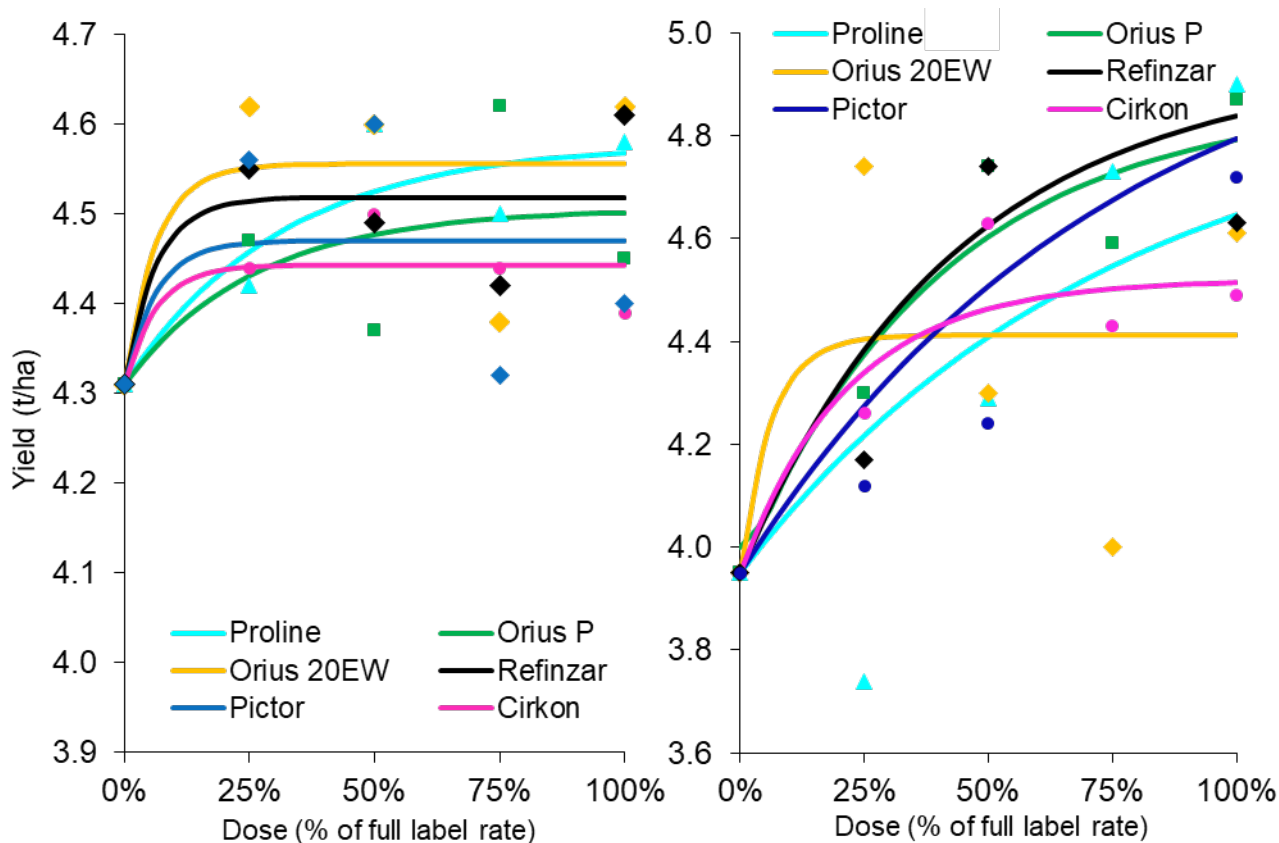 4.7
4.6
4.5
4.4
4.3
4.2
4.1
4.0
3.9
Yield (t/ha)
Proline Orius P
Orius 20EW Refinzar
Pictor Cirkon
0% 25% 50% 75% 100%
Dose (% of full label rate)
5.0
4.8
4.6
4.4
4.2
4.0
3.8
3.6
Proline Orius P
Orius 20EW Refinzar
Pictor Cirkon
0% 25% 50% 75% 100%
Dose (% of full label rate)